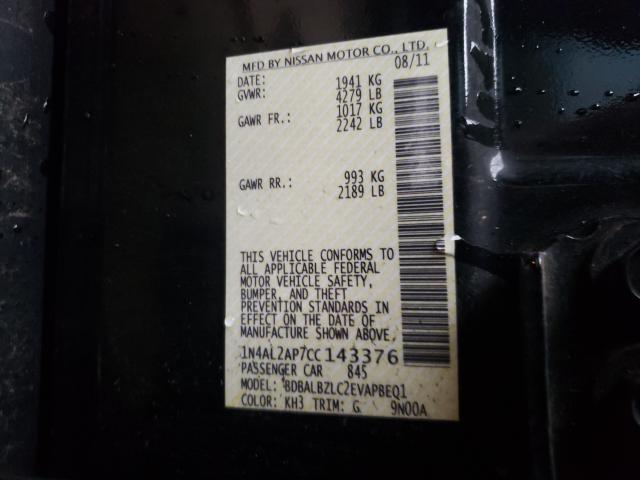 MFD BY NISSAN MOTOR CO., LTD.
DATE: 08/11
GVWR: 1941 KG
4279 LB
GAWR FR.: 1017 KG
2242 LB
GAWR RR.: 993 KG
2189 LB
THIS VEHICLE CONFORMS TO
ALL APPLICABLE FEDERAL
MOTOR VEHICLE SAFETY,
BUMPER, AND THEFT
PREVENTION STANDARDS IN
EFFECT ON THE DATE OF
MANUFACTURE SHOWN ABOVE.
1N4AL2AP7CC143376
PASSENGER CAR 845
MODEL: BDBALBZLC2EVAPBEQ1
COLOR: KH3 TRIM: G 9N00A